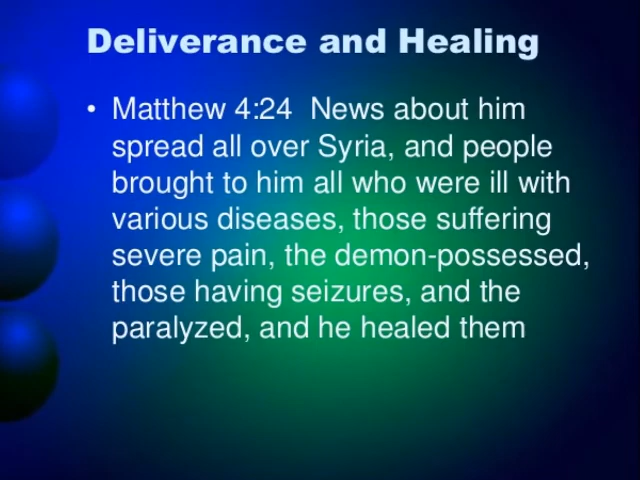 Deliverance and Healing
• Matthew 4:24  News about him
spread all over Syria, and people
brought to him all who were ill with
various diseases, those suffering
severe pain, the demon-possessed,
those having seizures, and the
paralyzed, and he healed them